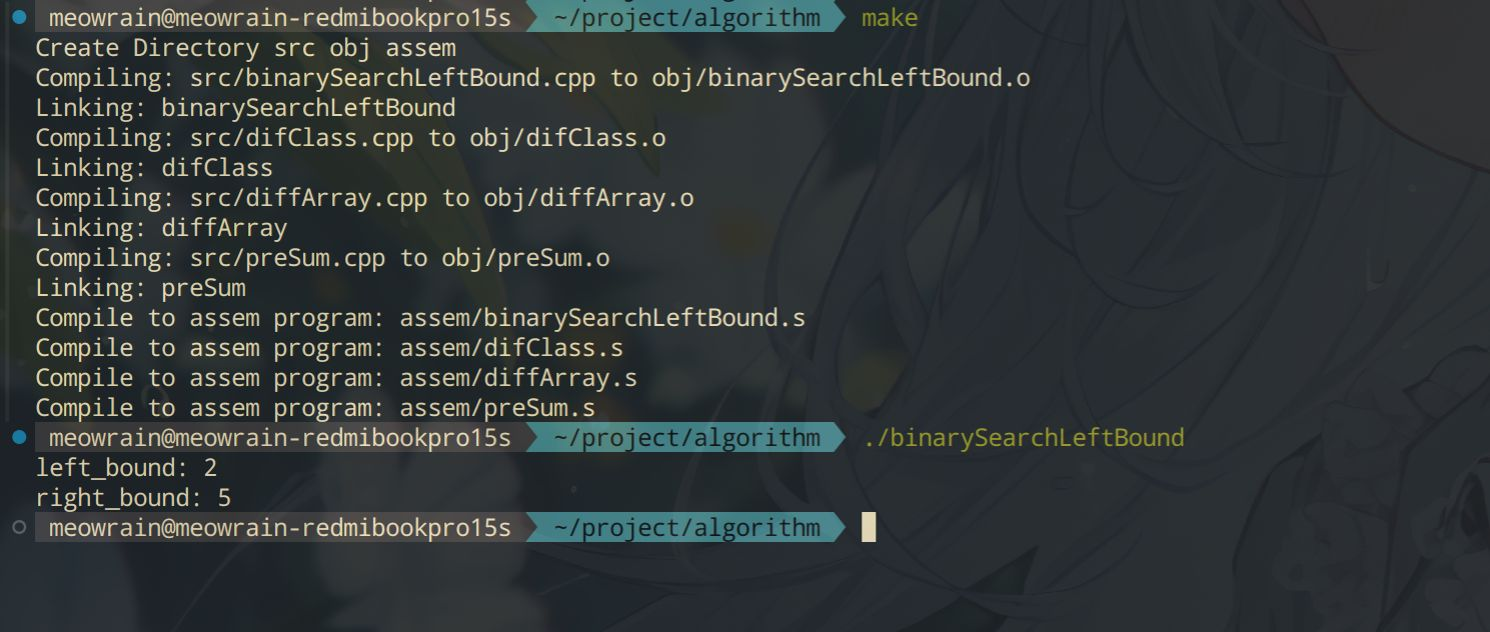 meowrain@meowrain-redmibookpro15s ~/project/algorithm make
Create Directory src obj assem
Compiling: src/binarySearchLeftBound.cpp to obj/binarySearchLeftBound.o
Linking: binarySearchLeftBound
Compiling: src/difClass.cpp to obj/difClass.o
Linking: difClass
Compiling: src/diffArray.cpp to obj/diffArray.o
Linking: diffArray
Compiling: src/preSum.cpp to obj/preSum.o
Linking: preSum
Compile to assem program: assem/binarySearchLeftBound.s
Compile to assem program: assem/difClass.s
Compile to assem program: assem/diffArray.s
Compile to assem program: assem/preSum.s
meowrain@meowrain-redmibookpro15s ~/project/algorithm ./binarySearchLeftBound
left_bound: 2
right_bound: 5
meowrain@meowrain-redmibookpro15s ~/project/algorithm